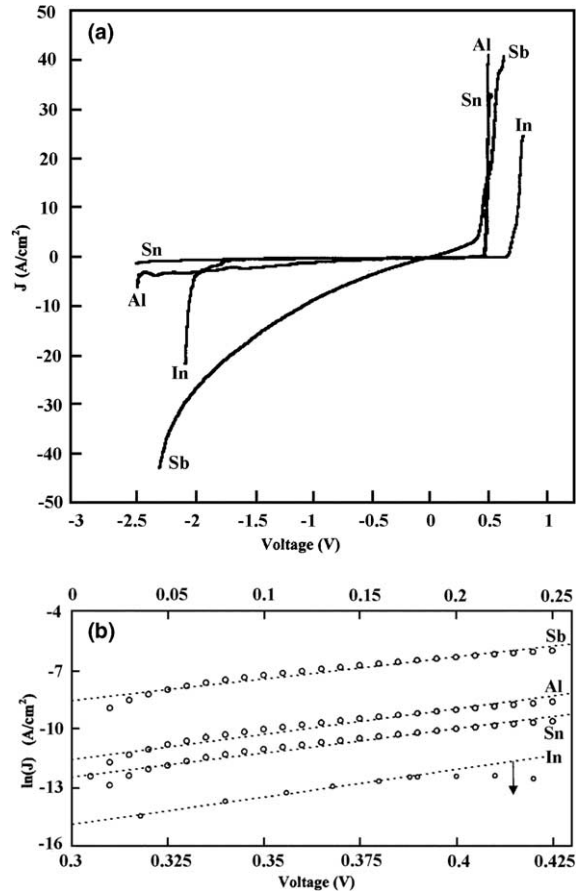 (a)
50
40
30
20
10
0
-10
-20
-30
-40
-50
J (A/cm²)
Al
Sb
Sn
In
Sn
Al
In
Sb
-3 -2.5 -2 -1.5 -1 -0.5 0 0.5 1
Voltage (V)
0 0.05 0.1 0.15 0.2 0.25
(b)
-4
-7
-10
-13
-16
ln(J) (A/cm²)
Sb
Al
Sn
In
0.3 0.325 0.35 0.375 0.4 0.425
Voltage (V)